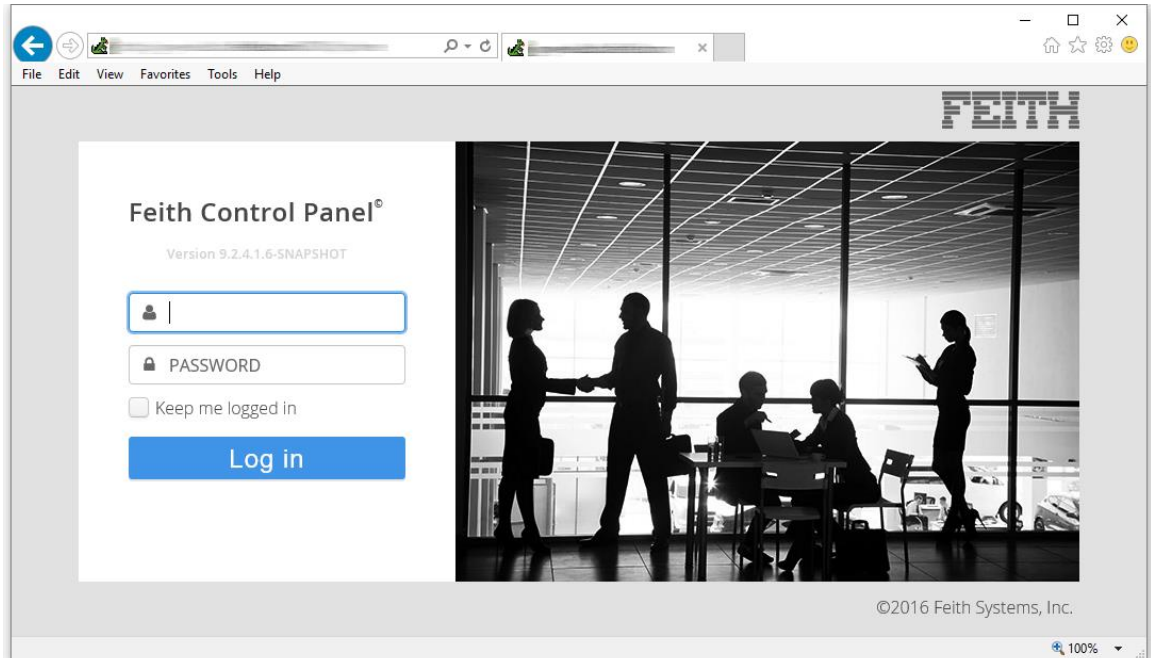 File Edit View Favorites Tools Help
FEITH
Feith Control Panel©
Version 9.2.4.1.6-SNAPSHOT
PASSWORD
Keep me logged in
Log in
©2016 Feith Systems, Inc.
100%